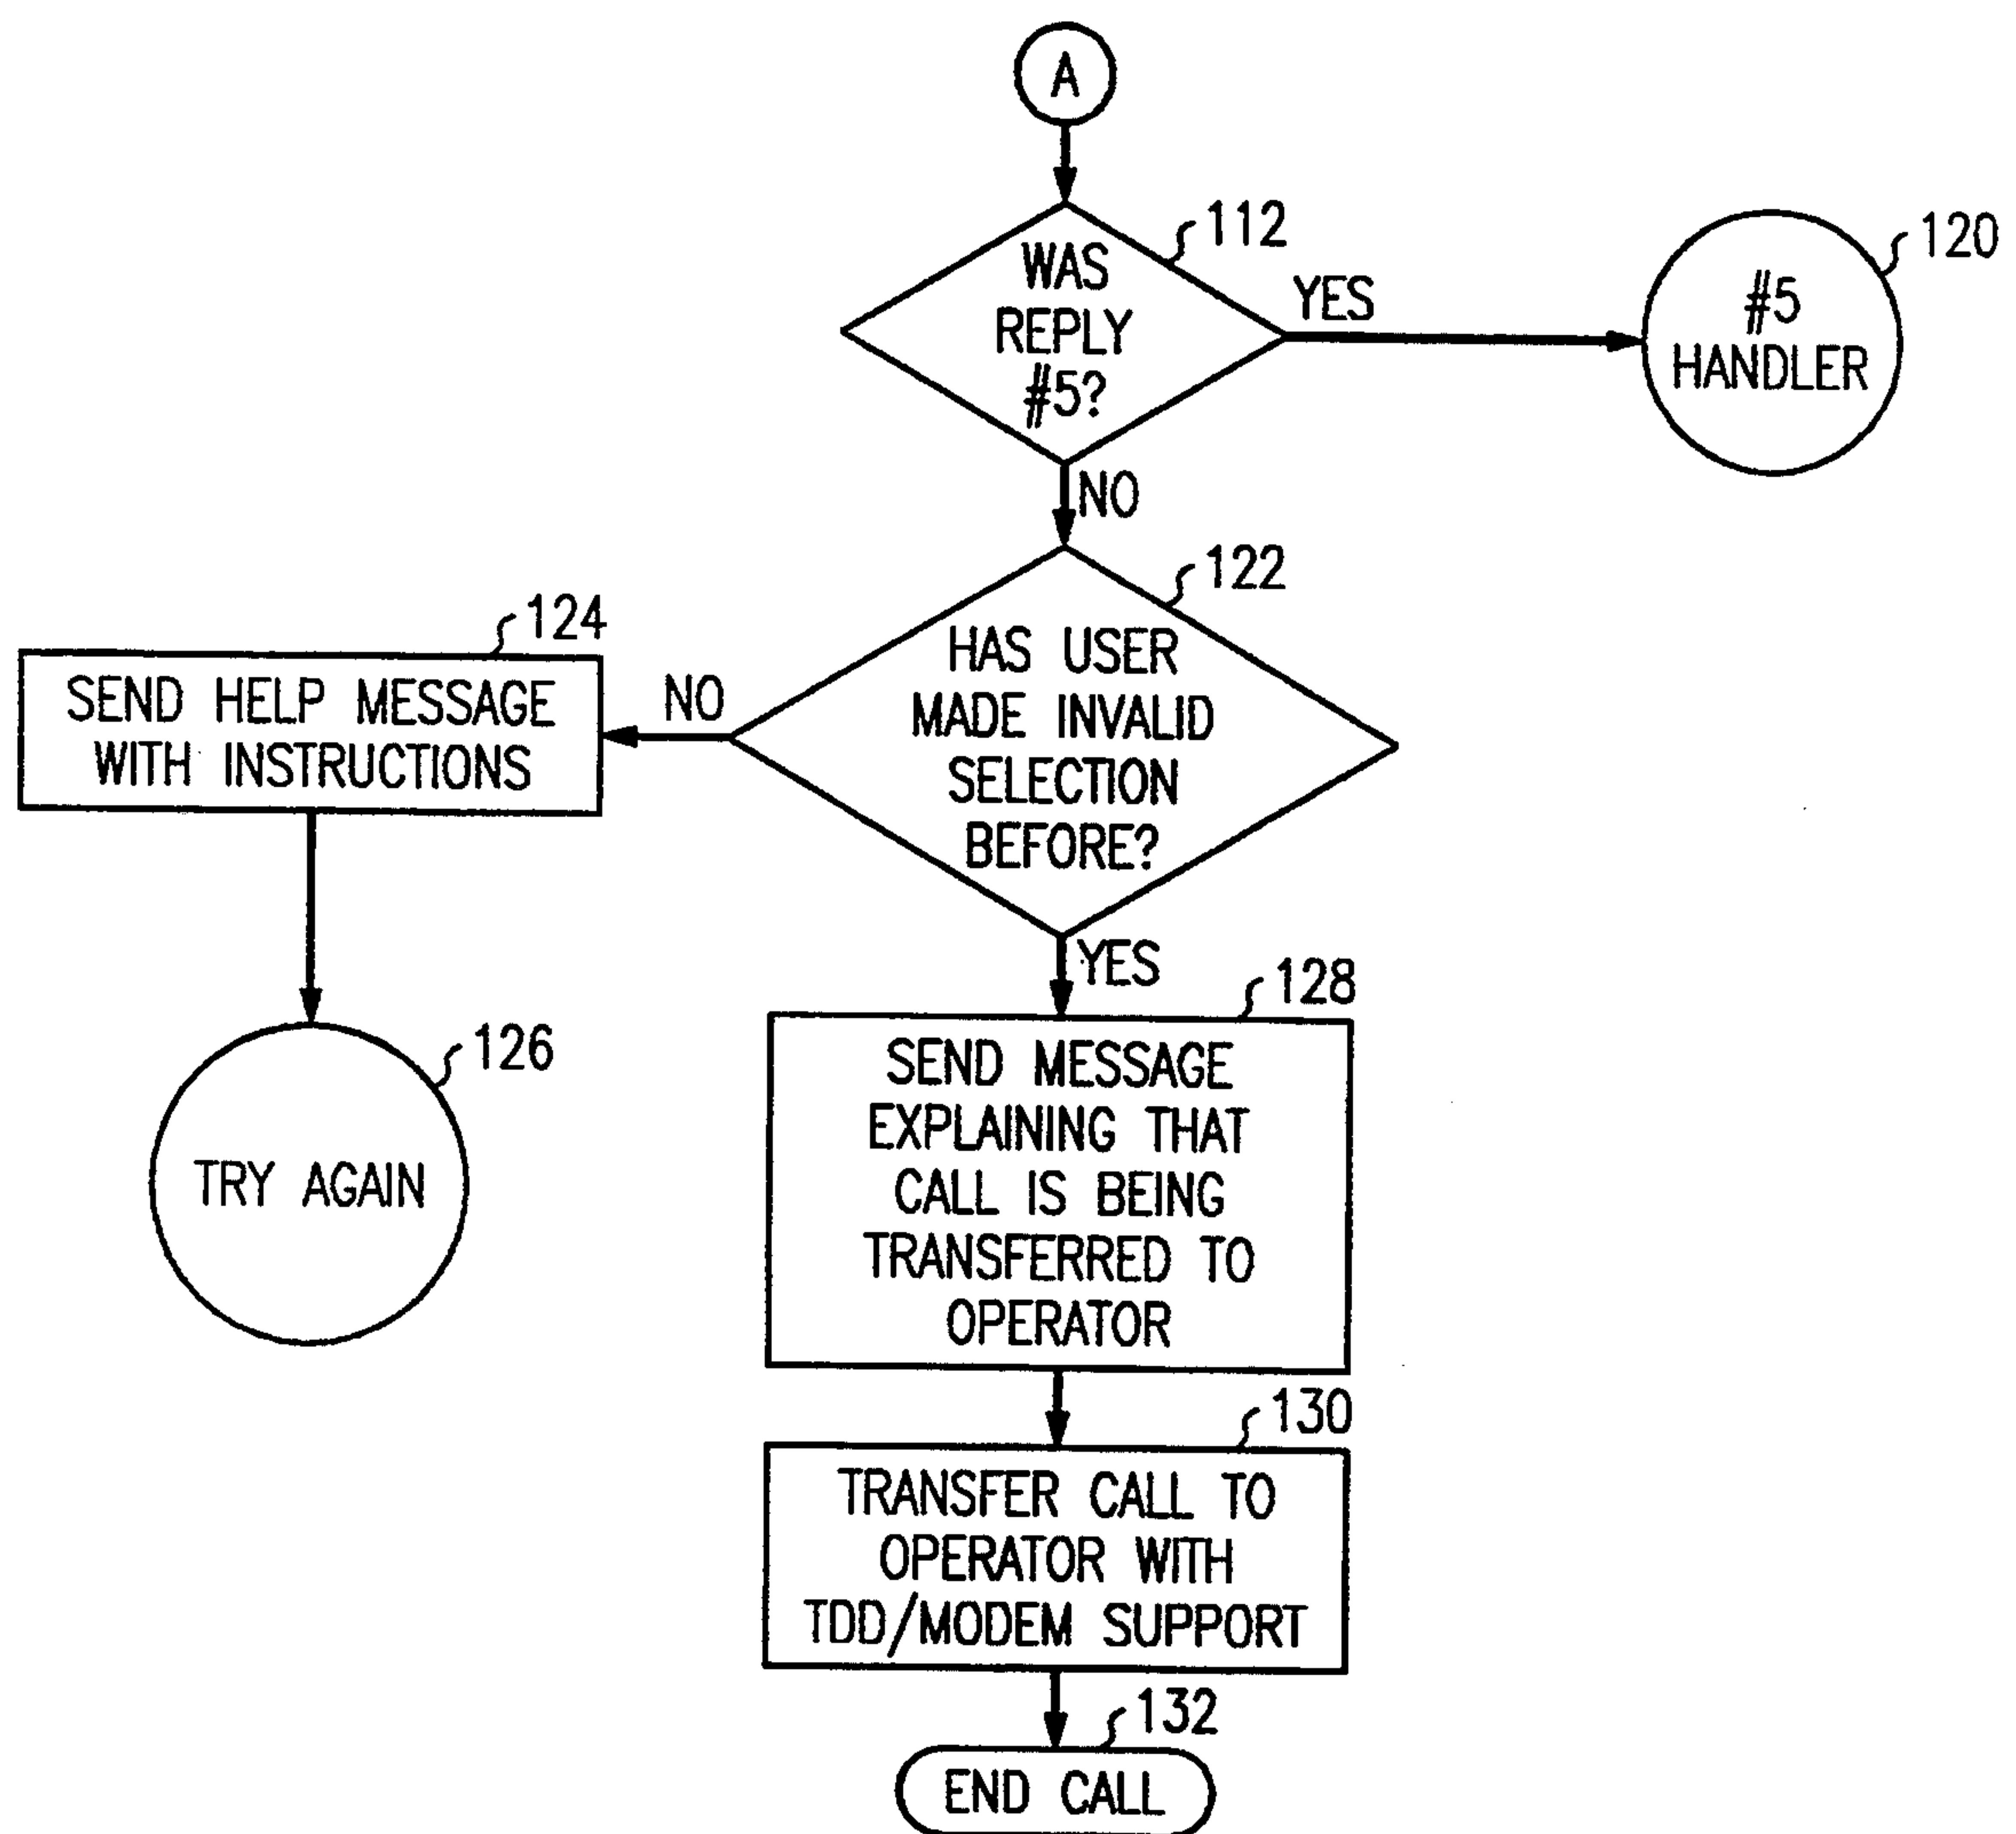 A
112
WAS
REPLY
#5?
YES
120
#5
HANDLER
NO
122
HAS USER
MADE INVALID
SELECTION
BEFORE?
NO
124
SEND HELP MESSAGE
WITH INSTRUCTIONS
126
TRY AGAIN
YES
128
SEND MESSAGE
EXPLAINING THAT
CALL IS BEING
TRANSFERRED TO
OPERATOR
130
TRANSFER CALL TO
OPERATOR WITH
TDD/MODEM SUPPORT
132
END CALL